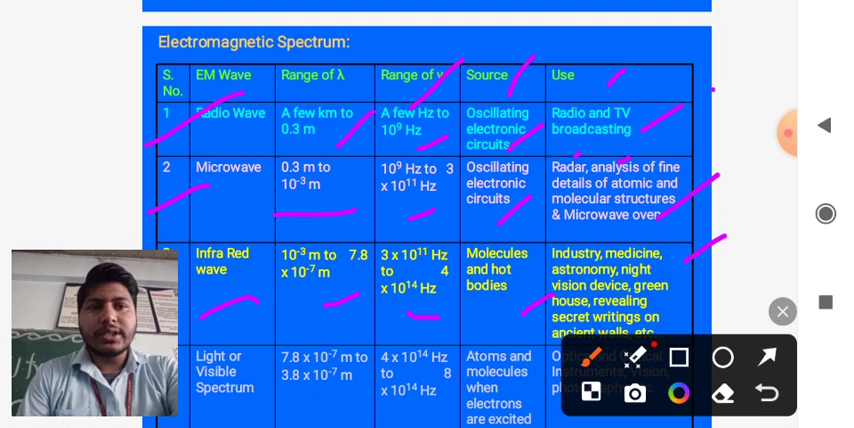 Electromagnetic Spectrum:
S. No. EM Wave Range of λ Range of ν Source Use
1 Radio Wave A few km to 0.3 m A few Hz to 10⁹ Hz Oscillating electronic circuits Radio and TV broadcasting
2 Microwave 0.3 m to 10⁻³ m 10⁹ Hz to 3 x 10¹¹ Hz Oscillating electronic circuits Radar, analysis of fine details of atomic and molecular structures & Microwave oven
Infra Red wave 10⁻³ m to 7.8 x 10⁻⁷ m 3 x 10¹¹ Hz to 4 x 10¹⁴ Hz Molecules and hot bodies Industry, medicine, astronomy, night vision device, green house, revealing secret writings on ancient walls, etc.
Light or Visible Spectrum 7.8 x 10⁻⁷ m to 3.8 x 10⁻⁷ m 4 x 10¹⁴ Hz to 8 x 10¹⁴ Hz Atoms and molecules when electrons are excited